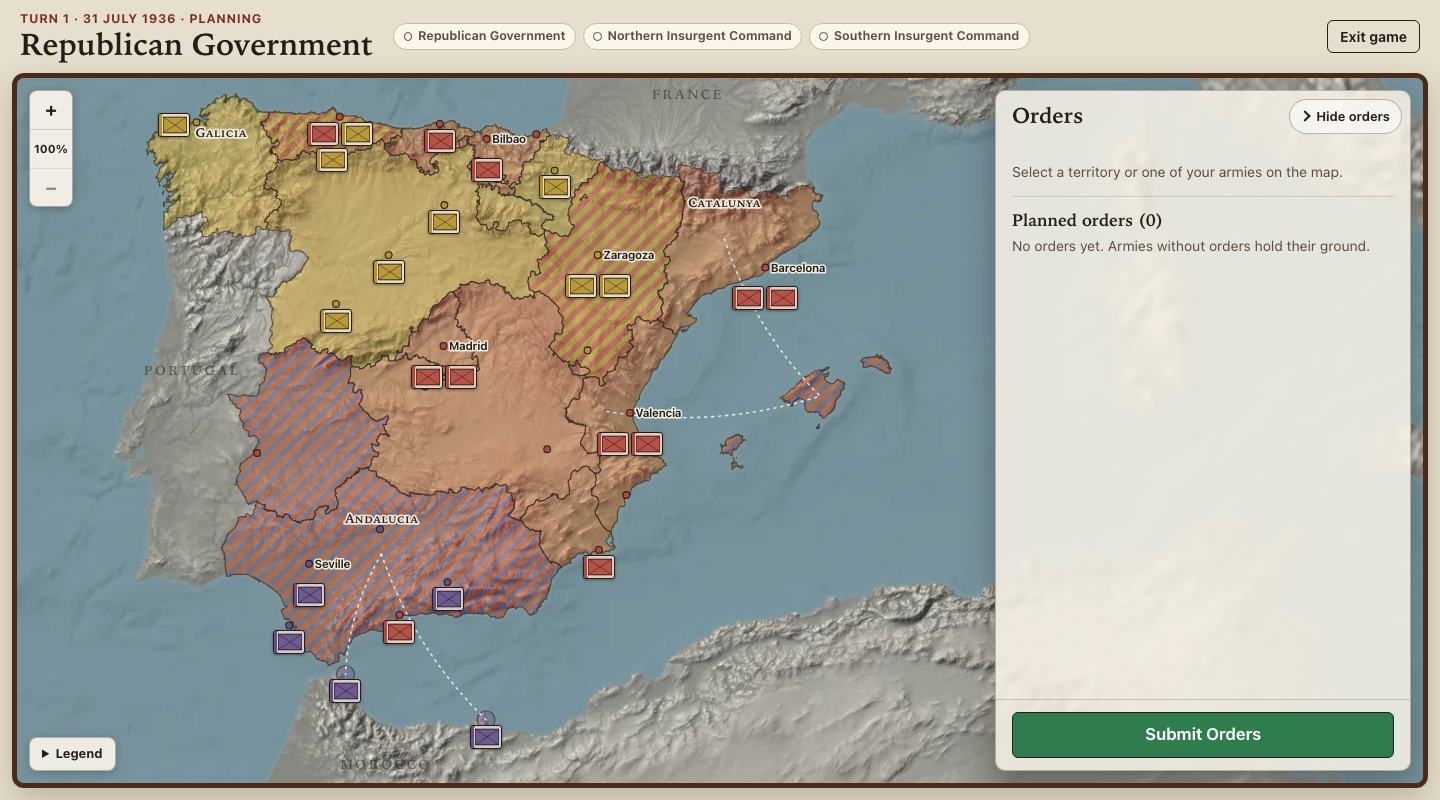 TURN 1 · 31 JULY 1936 · PLANNING
Republican Government
Republican Government
Northern Insurgent Command
Southern Insurgent Command
Exit game
+
100%
−
FRANCE
GALICIA
Bilbao
CATALUNYA
Zaragoza
Barcelona
Madrid
PORTUGAL
Valencia
ANDALUCIA
Seville
MOROCCO
Legend
Orders
Hide orders
Select a territory or one of your armies on the map.
Planned orders (0)
No orders yet. Armies without orders hold their ground.
Submit Orders